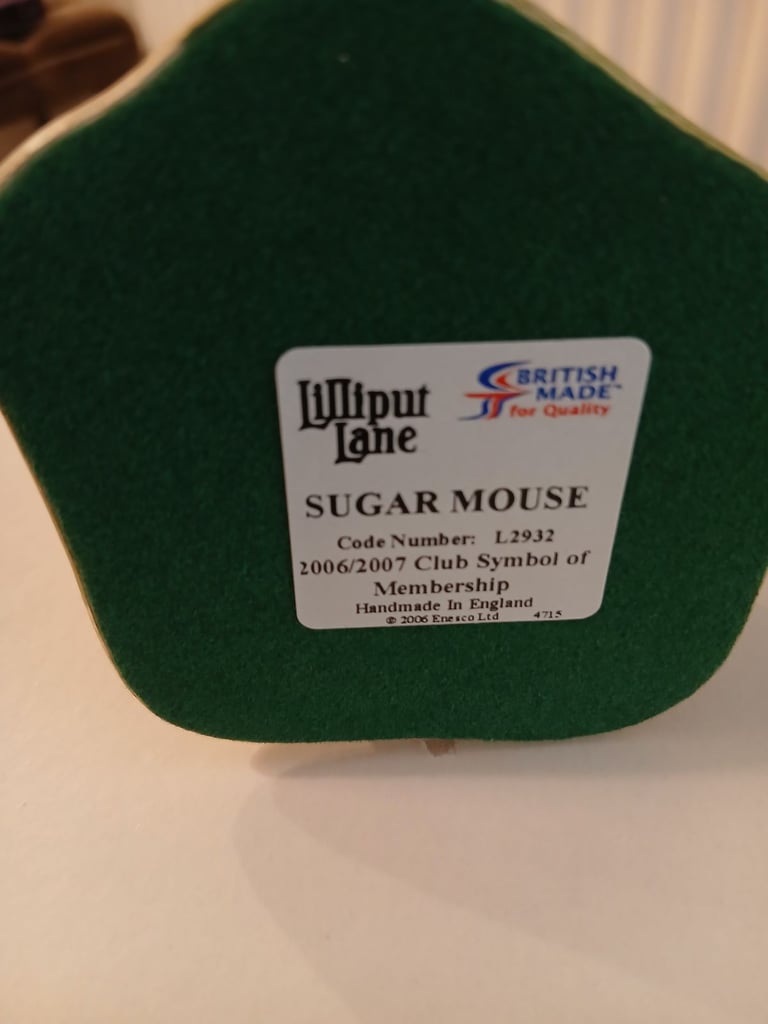 Lilliput
Lane
BRITISH
MADE™
for Quality
SUGAR MOUSE
Code Number: L2932
2006/2007 Club Symbol of
Membership
Handmade In England
© 2006 Enesco Ltd 4715